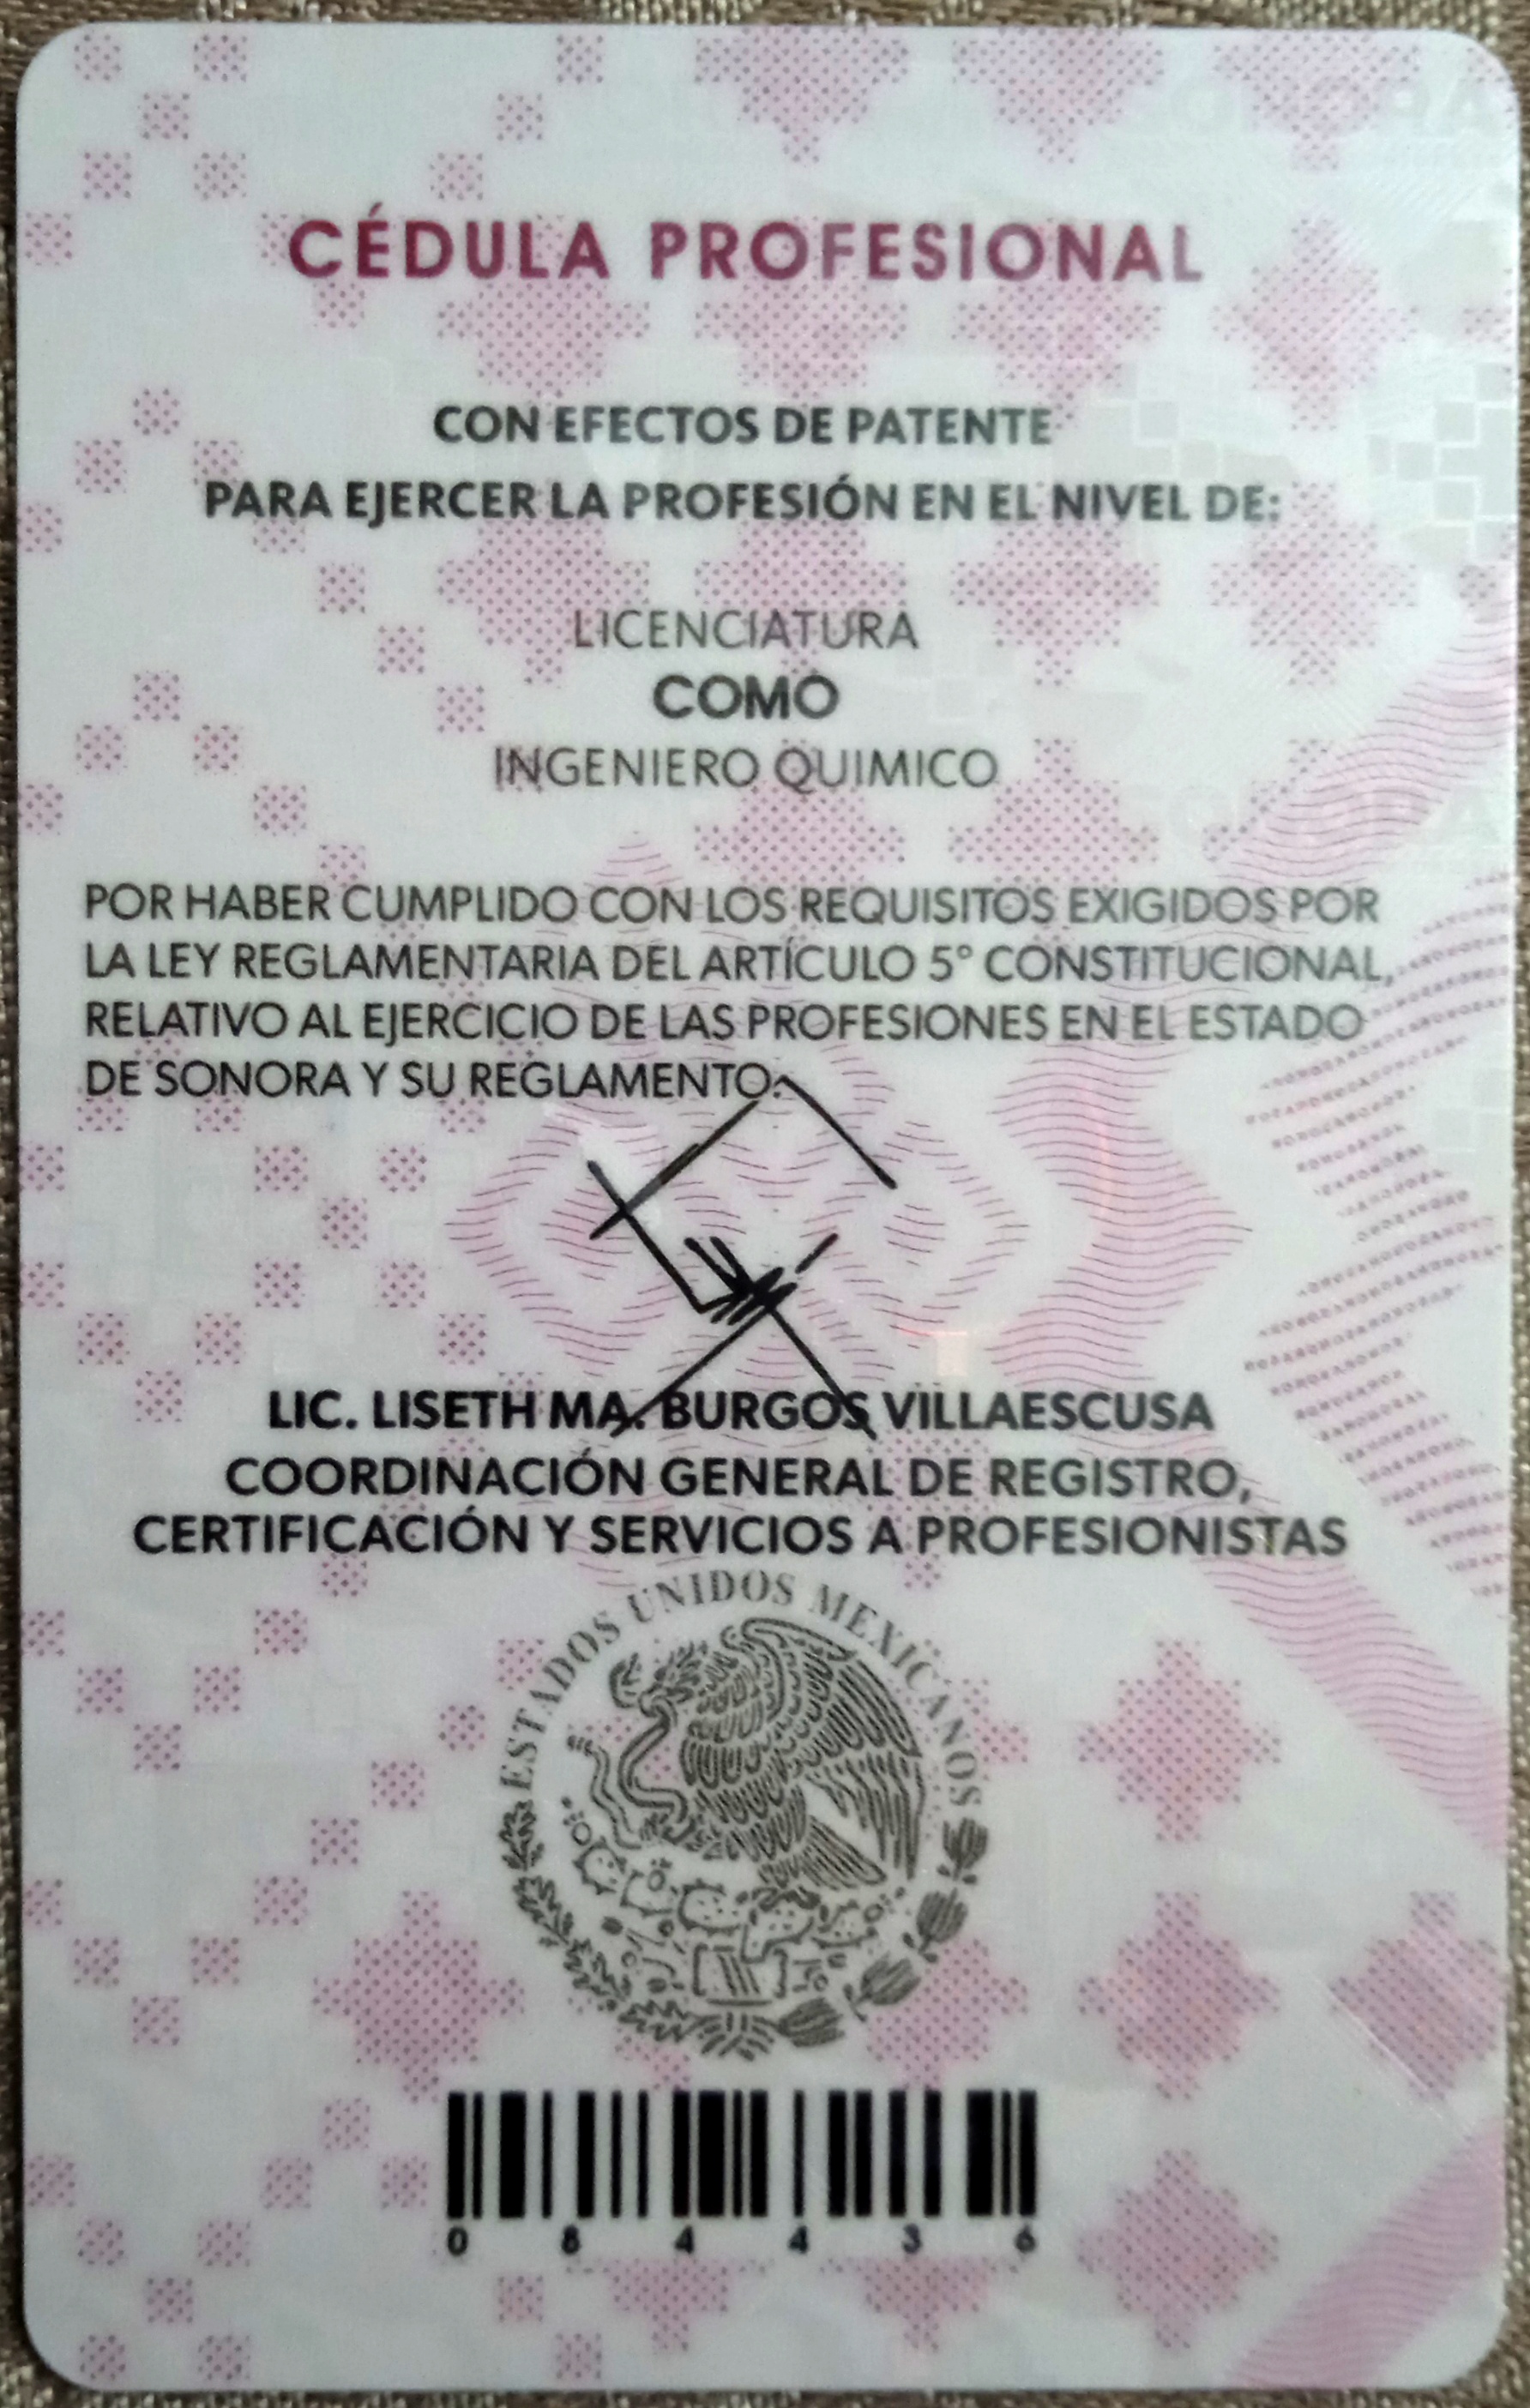 CÉDULA PROFESIONAL
CON EFECTOS DE PATENTE
PARA EJERCER LA PROFESIÓN EN EL NIVEL DE:
LICENCIATURA
COMO
INGENIERO QUIMICO
POR HABER CUMPLIDO CON LOS REQUISITOS EXIGIDOS POR
LA LEY REGLAMENTARIA DEL ARTÍCULO 5° CONSTITUCIONAL,
RELATIVO AL EJERCICIO DE LAS PROFESIONES EN EL ESTADO
DE SONORA Y SU REGLAMENTO.
LIC. LISETH MA. BURGOS VILLAESCUSA
COORDINACIÓN GENERAL DE REGISTRO,
CERTIFICACIÓN Y SERVICIOS A PROFESIONISTAS
ESTADOS UNIDOS MEXICANOS
0 6 4 4 3 6